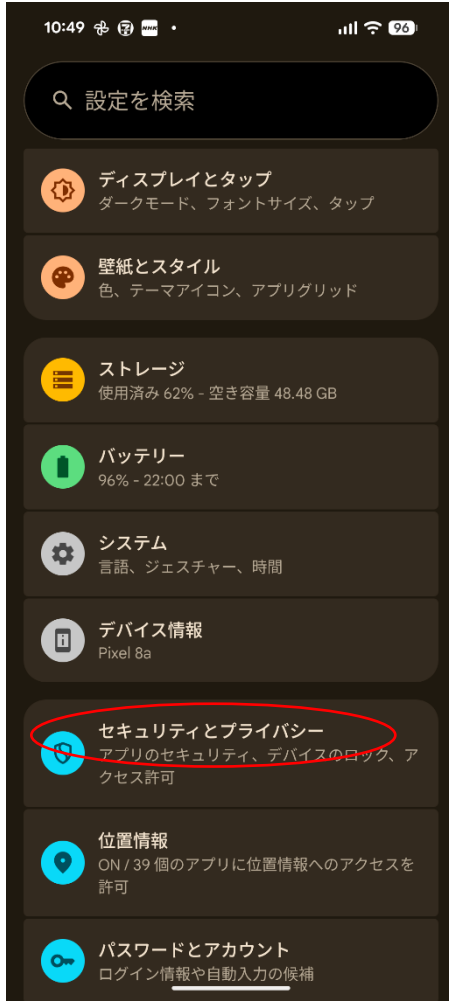 10:49 NHK 96
設定を検索
ディスプレイとタップ
ダークモード、フォントサイズ、タップ
壁紙とスタイル
色、テーマアイコン、アプリグリッド
ストレージ
使用済み 62% - 空き容量 48.48 GB
バッテリー
96% - 22:00 まで
システム
言語、ジェスチャー、時間
デバイス情報
Pixel 8a
セキュリティとプライバシー
アプリのセキュリティ、デバイスのロック、ア
クセス許可
位置情報
ON / 39 個のアプリに位置情報へのアクセスを
許可
パスワードとアカウント
ログイン情報や自動入力の候補